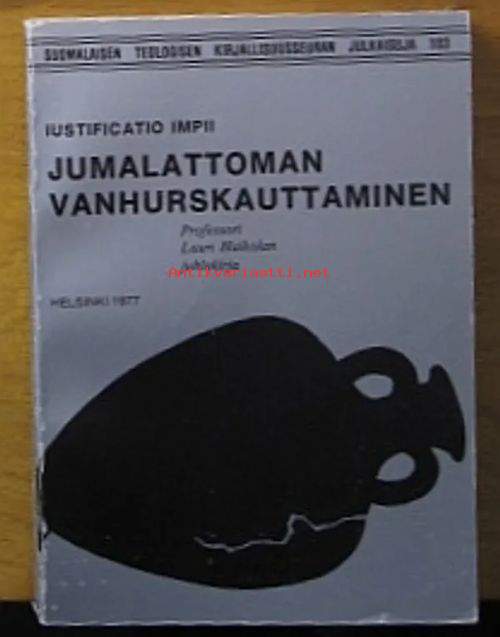 SUOMALAISEN TEOLOGISEN KIRJALLISUUSSEURAN JULKAISUJA 103
IUSTIFICATIO IMPII
JUMALATTOMAN
VANHURSKAUTTAMINEN
Professori
Lauri Haikolan
juhlakirja
Antikvariaatti.net
HELSINKI 1977